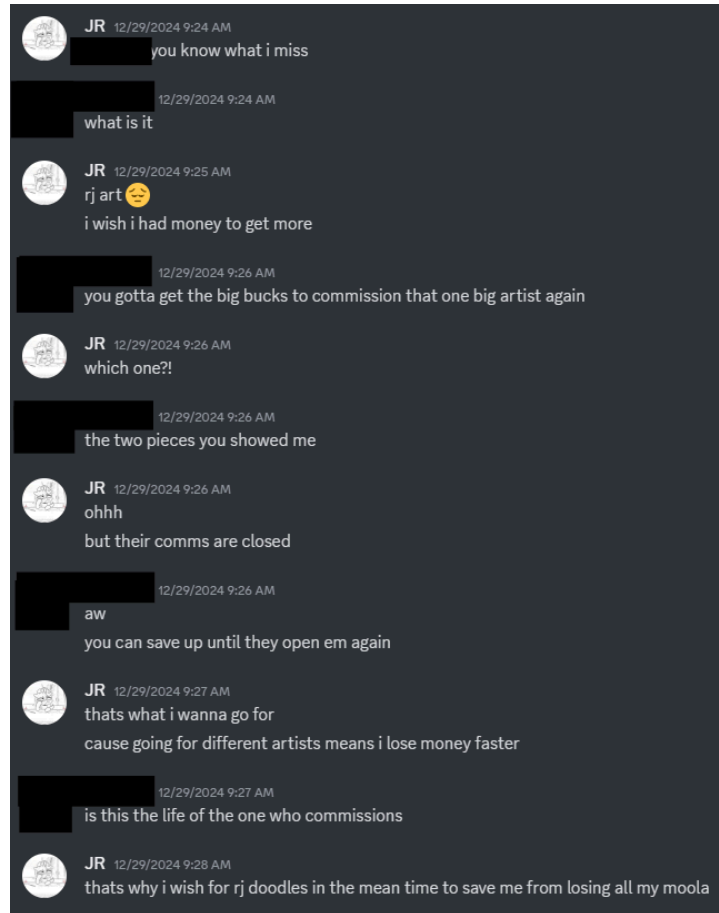 JR 12/29/2024 9:24 AM
you know what i miss
12/29/2024 9:24 AM
what is it
JR 12/29/2024 9:25 AM
rj art 😔
i wish i had money to get more
12/29/2024 9:26 AM
you gotta get the big bucks to commission that one big artist again
JR 12/29/2024 9:26 AM
which one?!
12/29/2024 9:26 AM
the two pieces you showed me
JR 12/29/2024 9:26 AM
ohhh
but their comms are closed
12/29/2024 9:26 AM
aw
you can save up until they open em again
JR 12/29/2024 9:27 AM
thats what i wanna go for
cause going for different artists means i lose money faster
12/29/2024 9:27 AM
is this the life of the one who commissions
JR 12/29/2024 9:28 AM
thats why i wish for rj doodles in the mean time to save me from losing all my moola